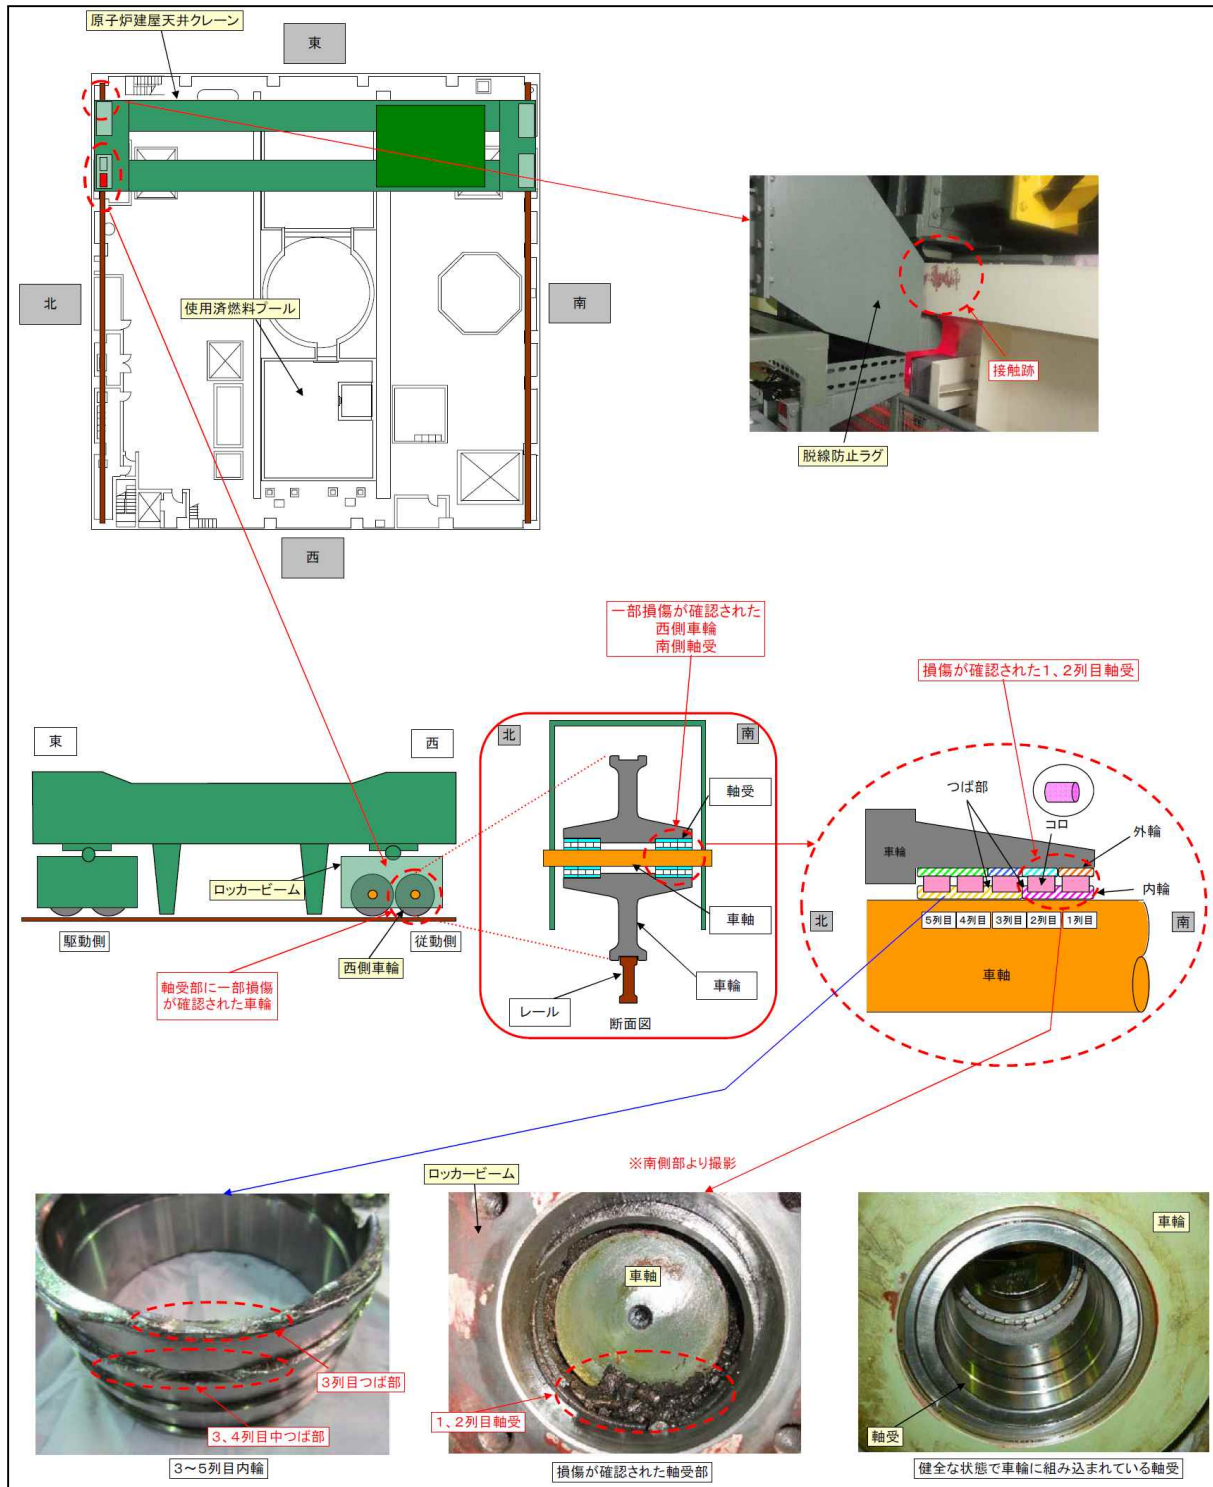 原子炉建屋天井クレーン
東
北
南
使用済燃料プール
接触跡
脱線防止ラグ
西
一部損傷が確認された
西側車輪
南側軸受
損傷が確認された1、2列目軸受
東
西
北
南
軸受
つば部
コロ
外輪
車輪
内輪
ロッカービーム
車軸
北
5列目
4列目
3列目
2列目
1列目
南
駆動側
従動側
西側車輪
車輪
車軸
軸受部に一部損傷
が確認された車輪
レール
断面図
※南側部より撮影
ロッカービーム
車輪
車軸
3列目つば部
1、2列目軸受
3、4列目中つば部
軸受
3～5列目内輪
損傷が確認された軸受部
健全な状態で車輪に組み込まれている軸受